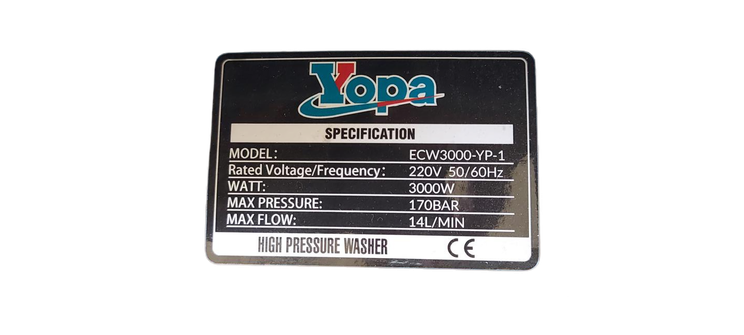 Yopa
SPECIFICATION
MODEL: ECW3000-YP-1
Rated Voltage/Frequency: 220V 50/60Hz
WATT: 3000W
MAX PRESSURE: 170BAR
MAX FLOW: 14L/MIN
HIGH PRESSURE WASHER CE